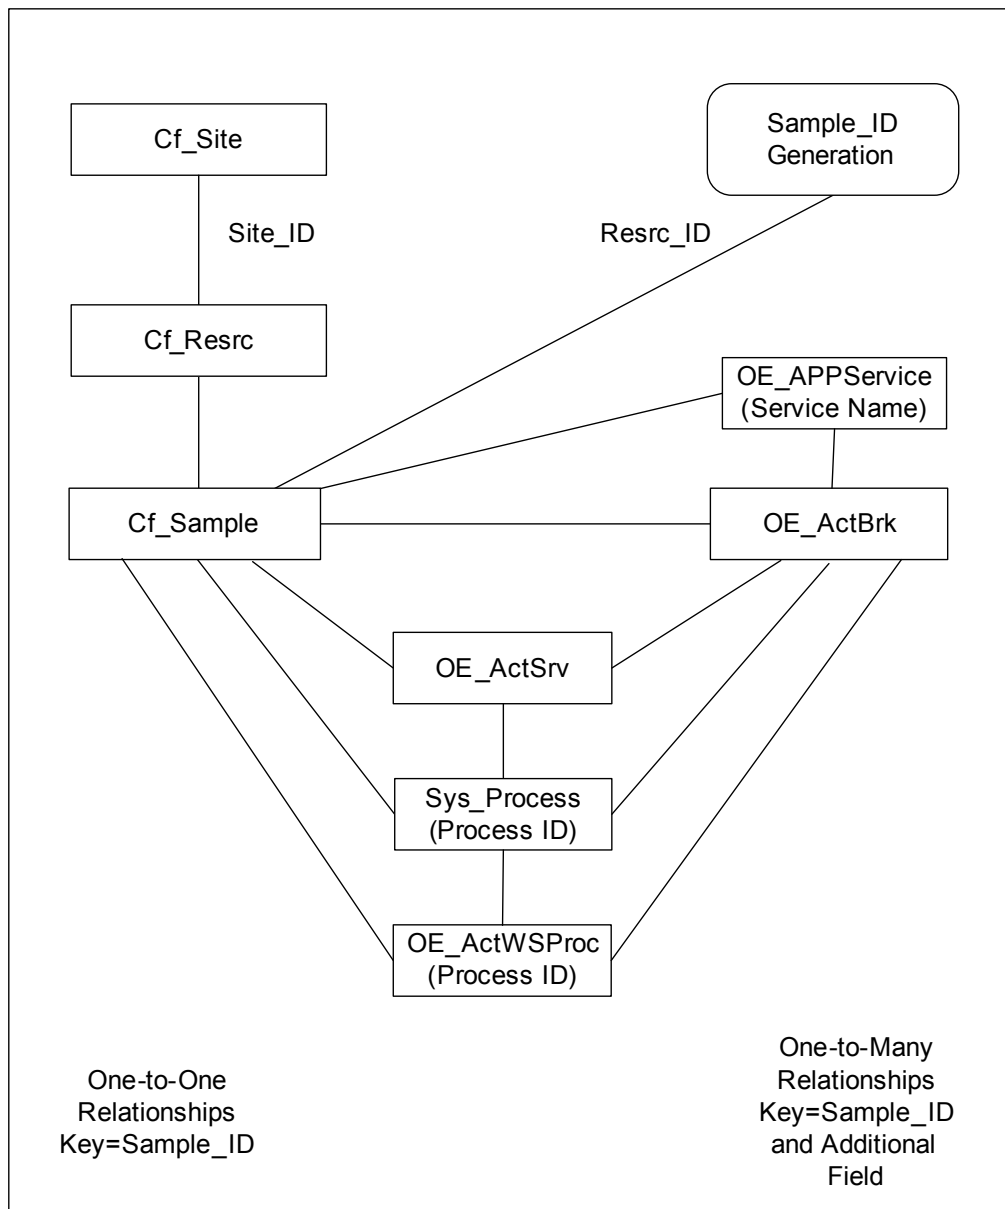 Cf_Site
Sample_ID
Generation
Site_ID
Resrc_ID
Cf_Resrc
OE_APPService
(Service Name)
Cf_Sample
OE_ActBrk
OE_ActSrv
Sys_Process
(Process ID)
OE_ActWSProc
(Process ID)
One-to-One
Relationships
Key=Sample_ID
One-to-Many
Relationships
Key=Sample_ID
and Additional
Field